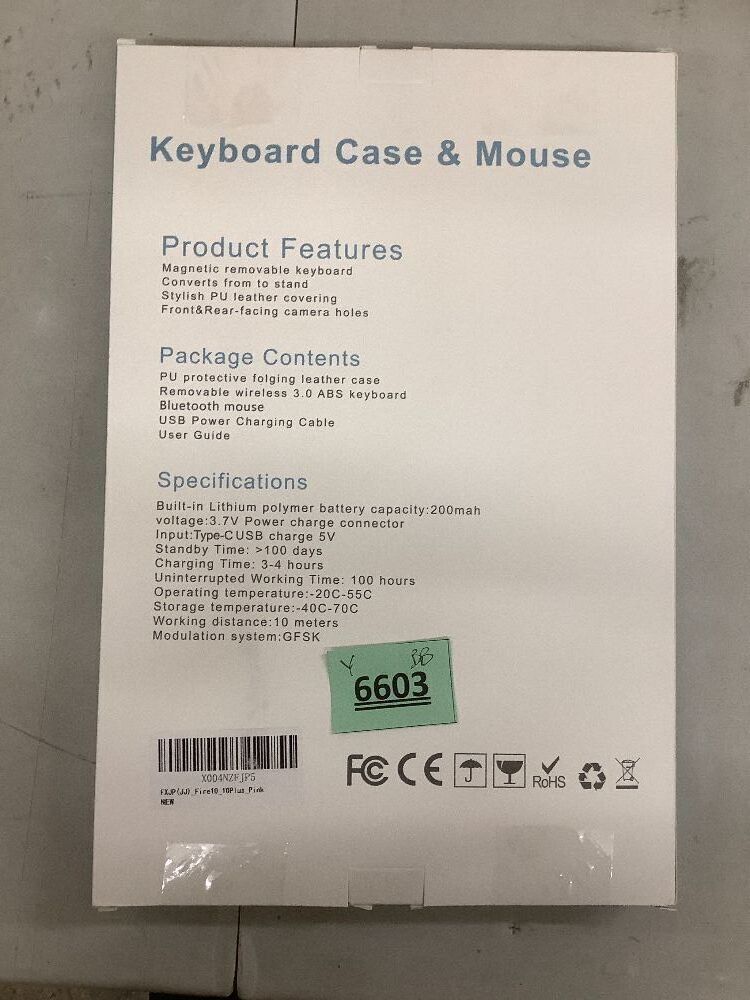 Keyboard Case & Mouse
Product Features
Magnetic removable keyboard
Converts from to stand
Stylish PU leather covering
Front&Rear-facing camera holes
Package Contents
PU protective folging leather case
Removable wireless 3.0 ABS keyboard
Bluetooth mouse
USB Power Charging Cable
User Guide
Specifications
Built-in Lithium polymer battery capacity:200mah
voltage:3.7V Power charge connector
Input:Type-CUSB charge 5V
Standby Time: >100 days
Charging Time: 3-4 hours
Uninterrupted Working Time: 100 hours
Operating temperature:-20C-55C
Storage temperature:-40C-70C
Working distance:10 meters
Modulation system:GFSK
Y BB
6603
X004NZFJP5
FXJP(JJ)_Fire10_10Plus_Pink
NEW
FC CE RoHS